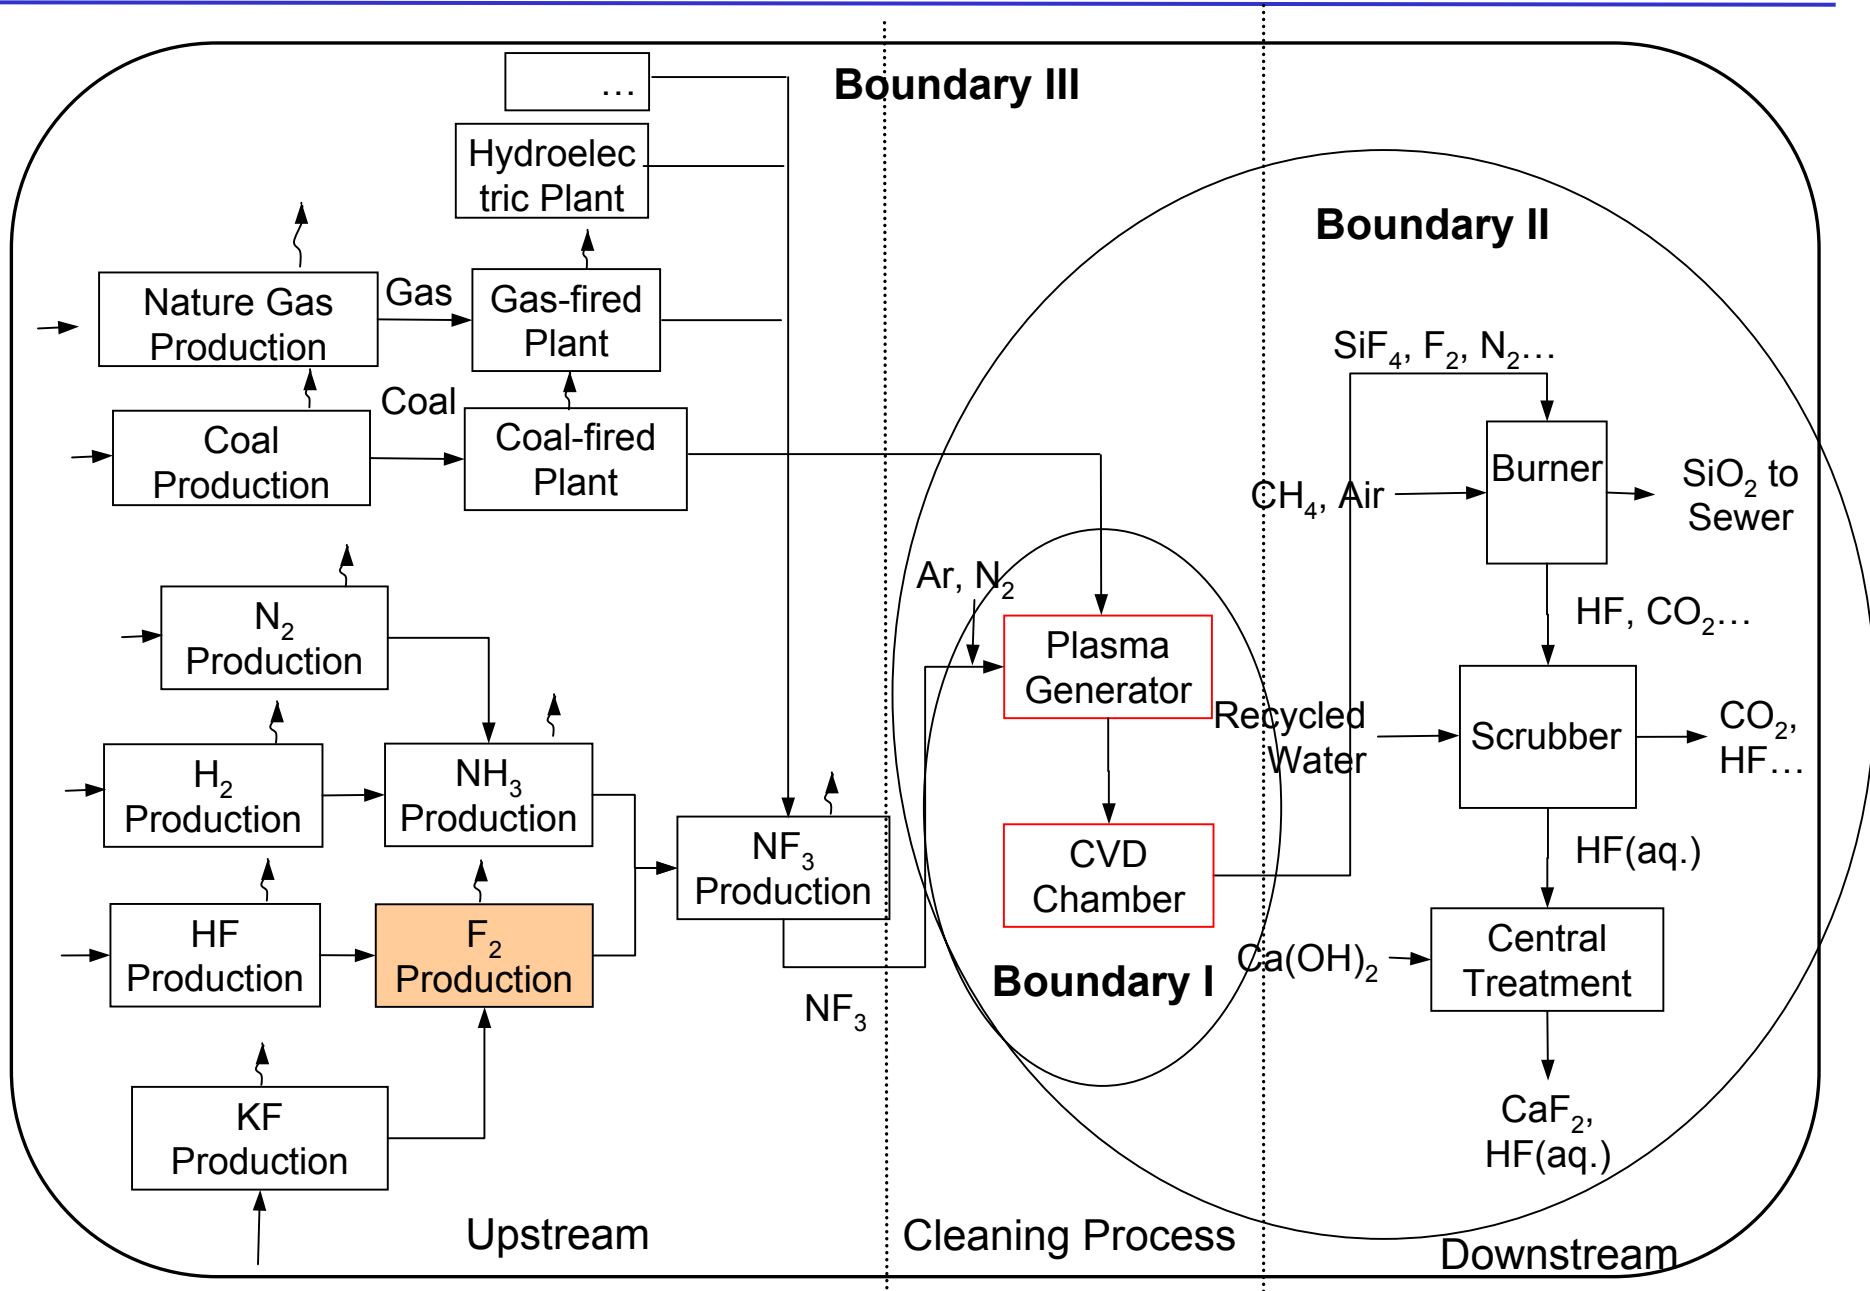 Boundary III
…
Hydroelec
tric Plant
Boundary II
Nature Gas
Production
Gas
Gas-fired
Plant
SiF4, F2, N2…
Coal
Production
Coal
Coal-fired
Plant
Burner
CH4, Air
SiO2 to
Sewer
Ar, N2
N2
Production
HF, CO2…
Plasma
Generator
Recycled
Water
Scrubber
CO2,
HF…
H2
Production
NH3
Production
NF3
Production
CVD
Chamber
HF(aq.)
HF
Production
F2
Production
Boundary I
Ca(OH)2
Central
Treatment
NF3
KF
Production
CaF2,
HF(aq.)
Upstream
Cleaning Process
Downstream